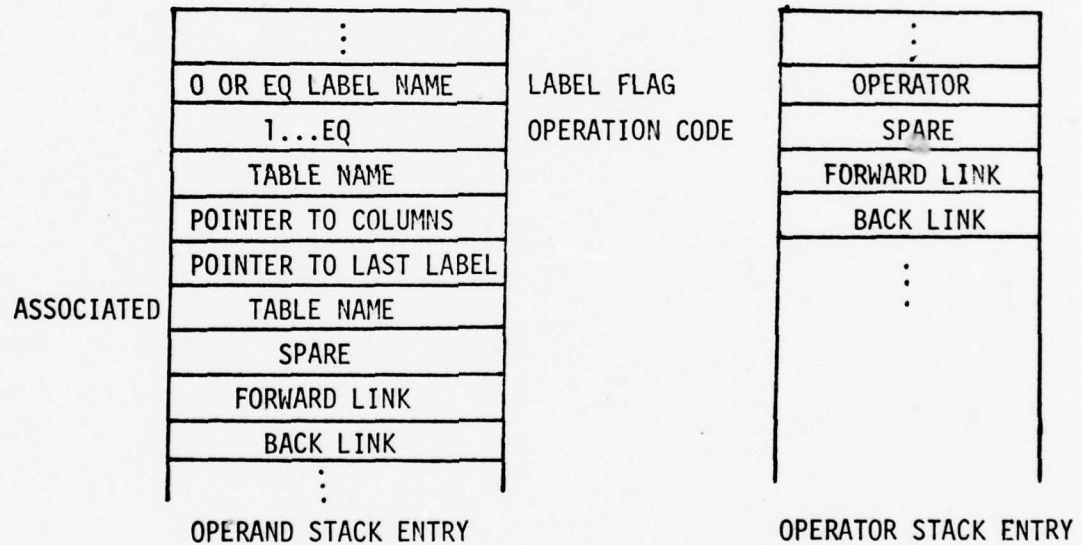 0 OR EQ LABEL NAME LABEL FLAG
1...EQ OPERATION CODE
TABLE NAME
POINTER TO COLUMNS
POINTER TO LAST LABEL
ASSOCIATED TABLE NAME
SPARE
FORWARD LINK
BACK LINK
OPERAND STACK ENTRY
OPERATOR
SPARE
FORWARD LINK
BACK LINK
OPERATOR STACK ENTRY